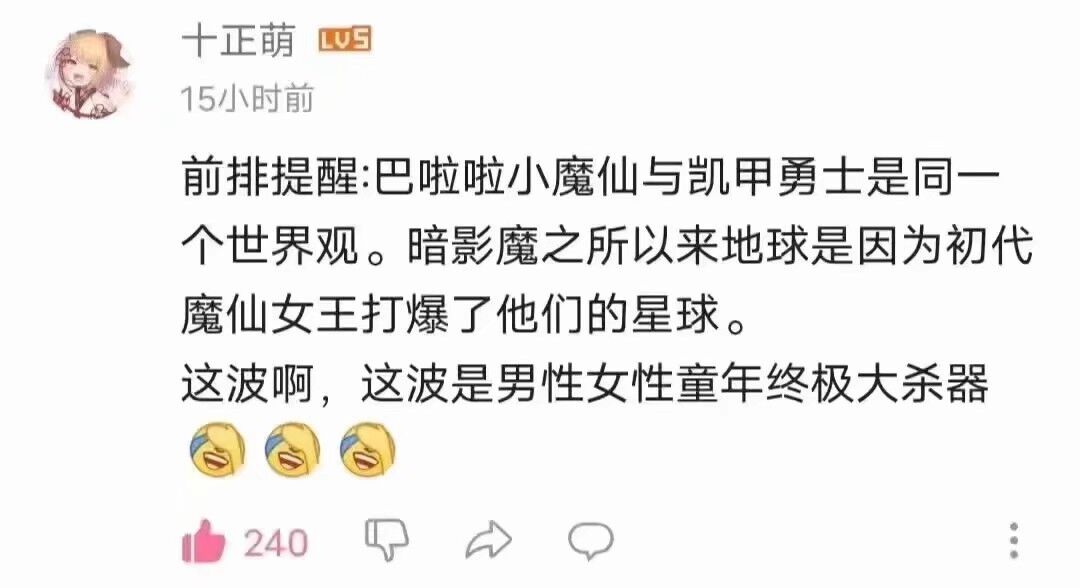 十正萌 LV5
15小时前
前排提醒:巴啦啦小魔仙与凯甲勇士是同一
个世界观。暗影魔之所以来地球是因为初代
魔仙女王打爆了他们的星球。
这波啊，这波是男性女性童年终极大杀器
240